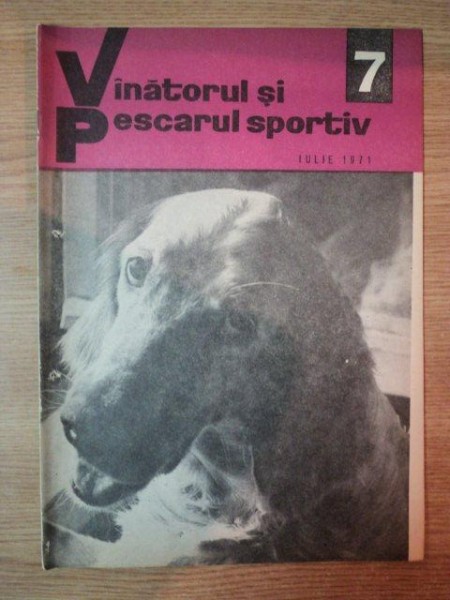 Vînătorul și
Pescarul sportiv
7
IULIE 1971